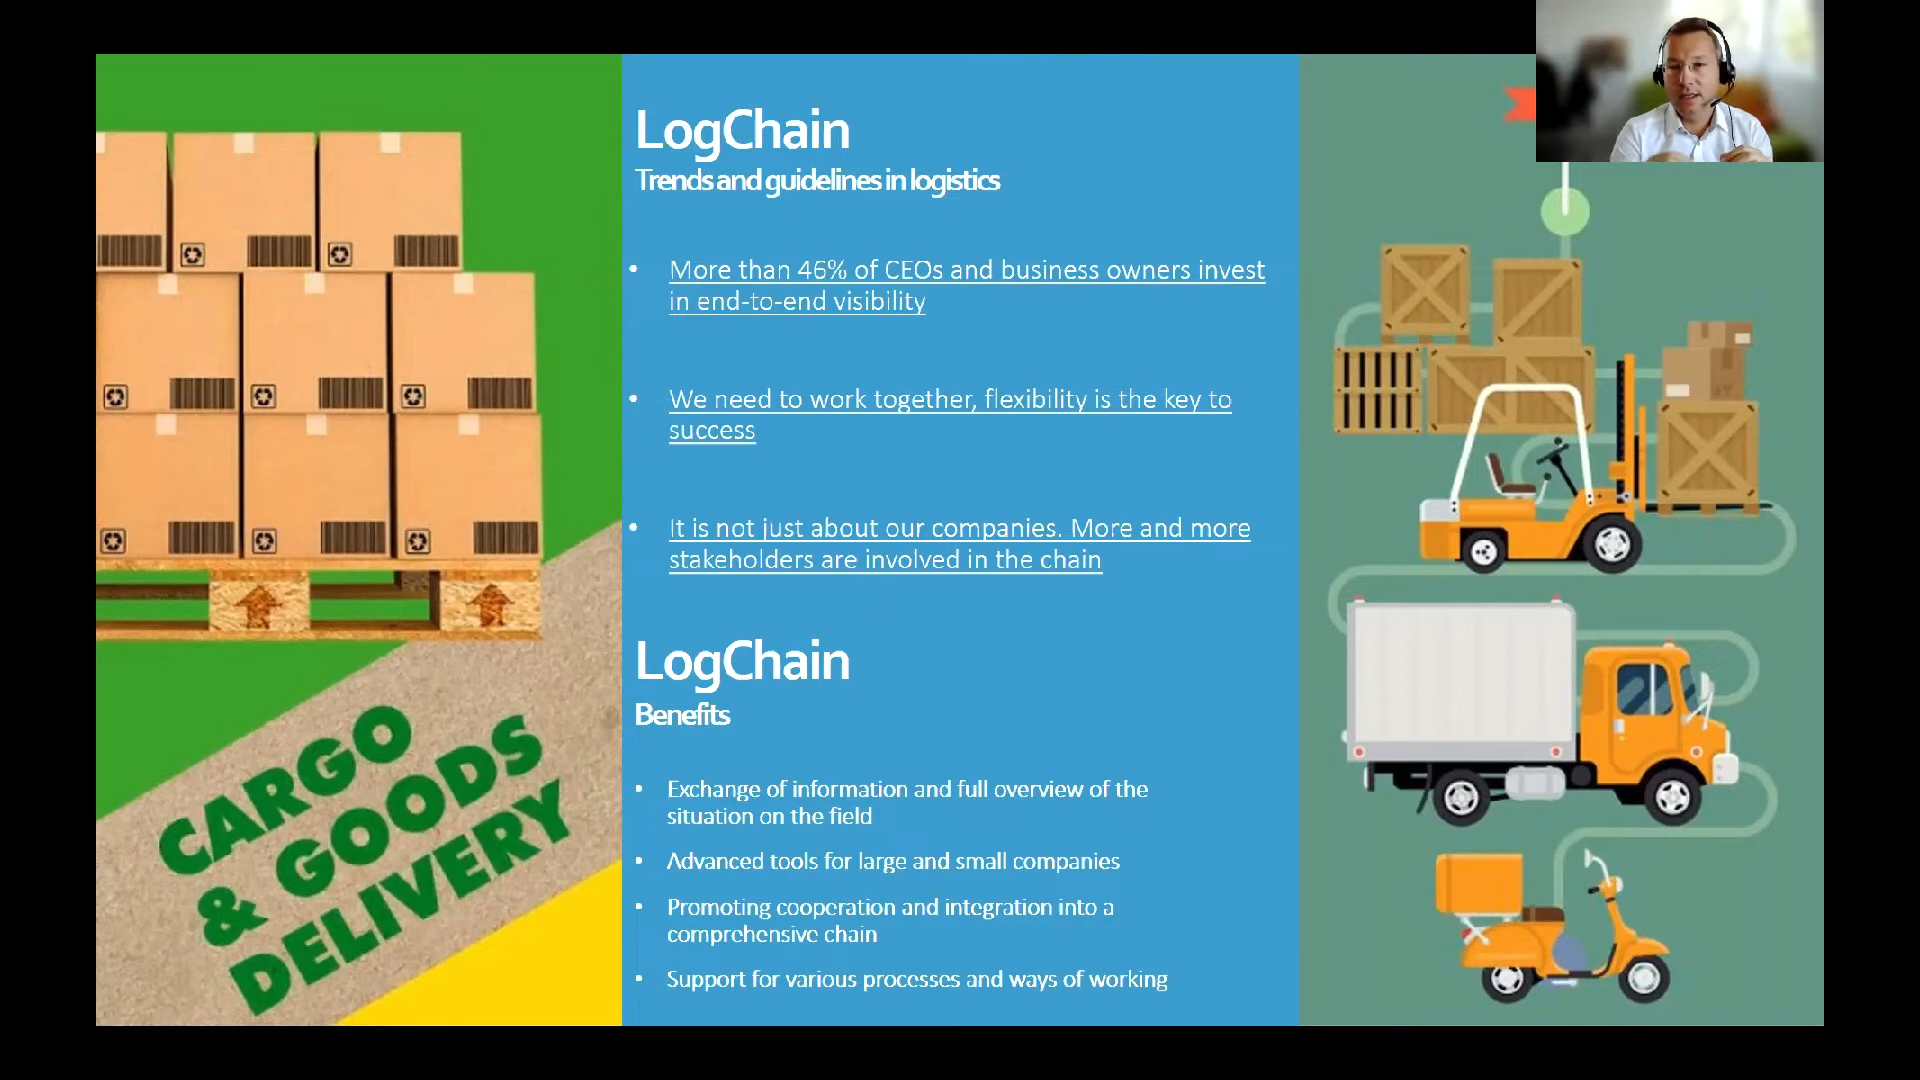 LogChain
Trends and guidelines in logistics
• More than 46% of CEOs and business owners invest
in end-to-end visibility
• We need to work together, flexibility is the key to
success
• It is not just about our companies. More and more
stakeholders are involved in the chain
LogChain
Benefits
• Exchange of information and full overview of the
situation on the field
• Advanced tools for large and small companies
• Promoting cooperation and integration into a
comprehensive chain
• Support for various processes and ways of working
CARGO
& GOODS
DELIVERY